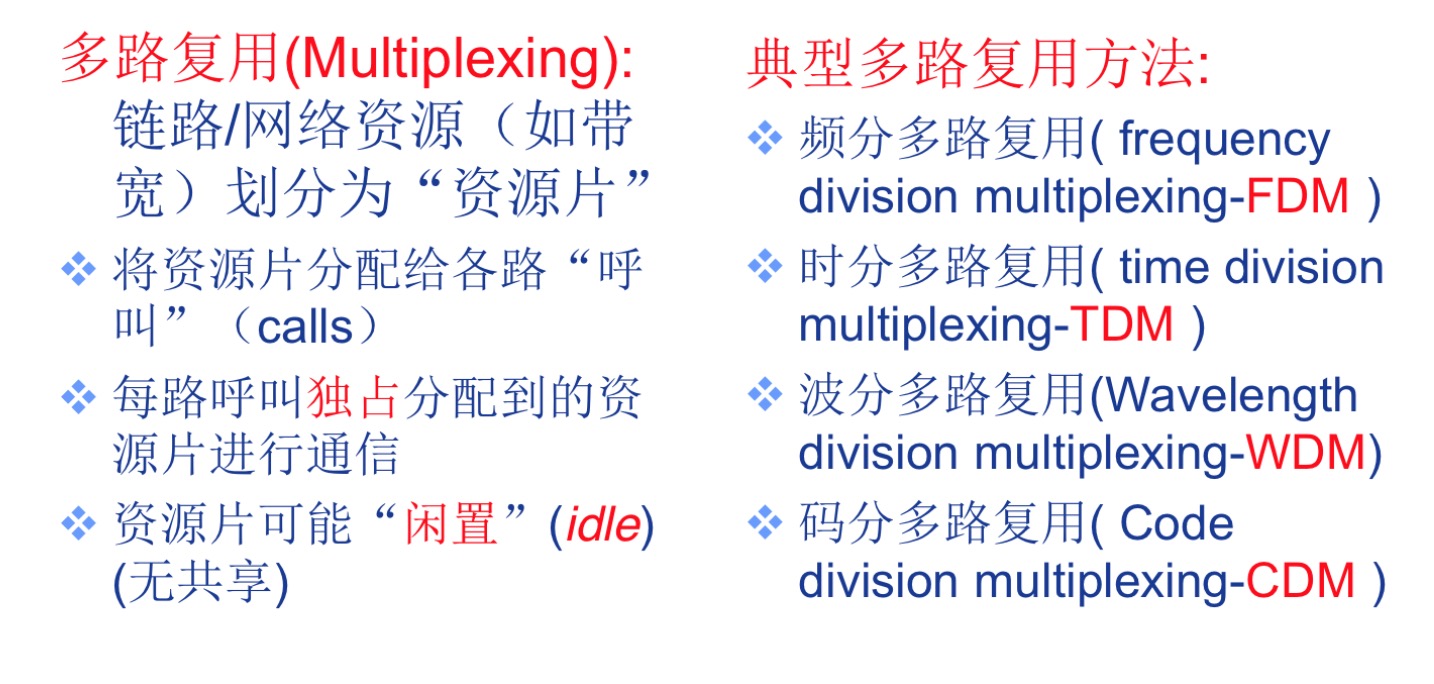 多路复用(Multiplexing):
链路/网络资源（如带
宽）划分为“资源片”
将资源片分配给各路“呼
叫”（calls）
每路呼叫独占分配到的资
源片进行通信
资源片可能“闲置”(idle)
(无共享)
典型多路复用方法:
频分多路复用( frequency
division multiplexing-FDM )
时分多路复用( time division
multiplexing-TDM )
波分多路复用(Wavelength
division multiplexing-WDM)
码分多路复用( Code
division multiplexing-CDM )